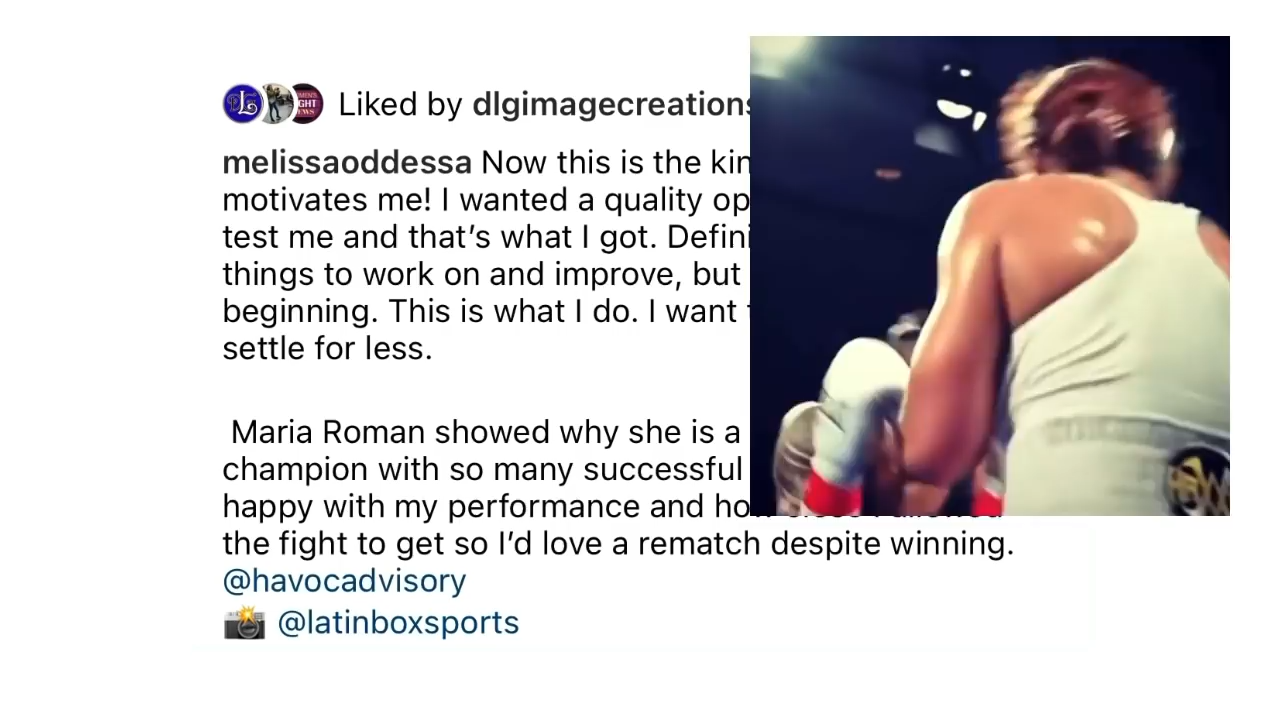 Liked by dlgimagecreations
melissaoddessa Now this is the kin
motivates me! I wanted a quality op
test me and that's what I got. Defini
things to work on and improve, but
beginning. This is what I do. I want
settle for less.
Maria Roman showed why she is a
champion with so many successful
happy with my performance and how close I allowed
the fight to get so I'd love a rematch despite winning.
@havocadvisory
@latinboxsports